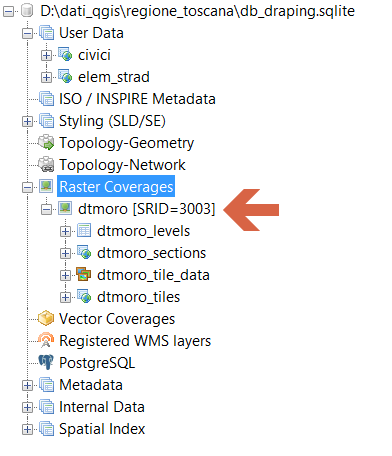 D:\dati_qgis\regione_toscana\db_draping.sqlite
User Data
civici
elem_strad
ISO / INSPIRE Metadata
Styling (SLD/SE)
Topology-Geometry
Topology-Network
Raster Coverages
dtmoro [SRID=3003]
dtmoro_levels
dtmoro_sections
dtmoro_tile_data
dtmoro_tiles
Vector Coverages
Registered WMS layers
PostgreSQL
Metadata
Internal Data
Spatial Index